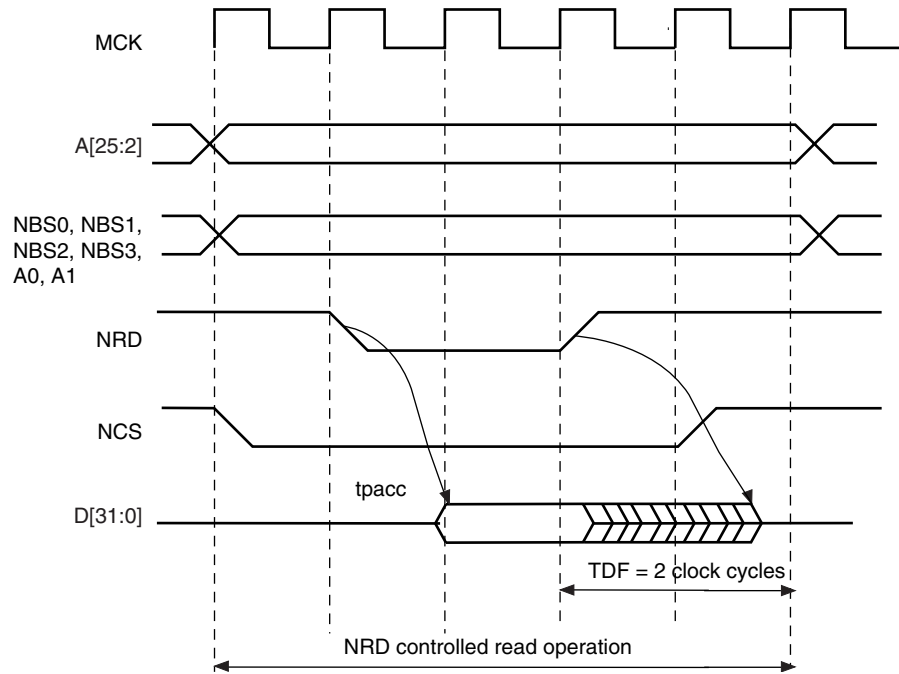 MCK
A[25:2]
NBS0, NBS1,
NBS2, NBS3,
A0, A1
NRD
NCS
tpacc
D[31:0]
TDF = 2 clock cycles
NRD controlled read operation